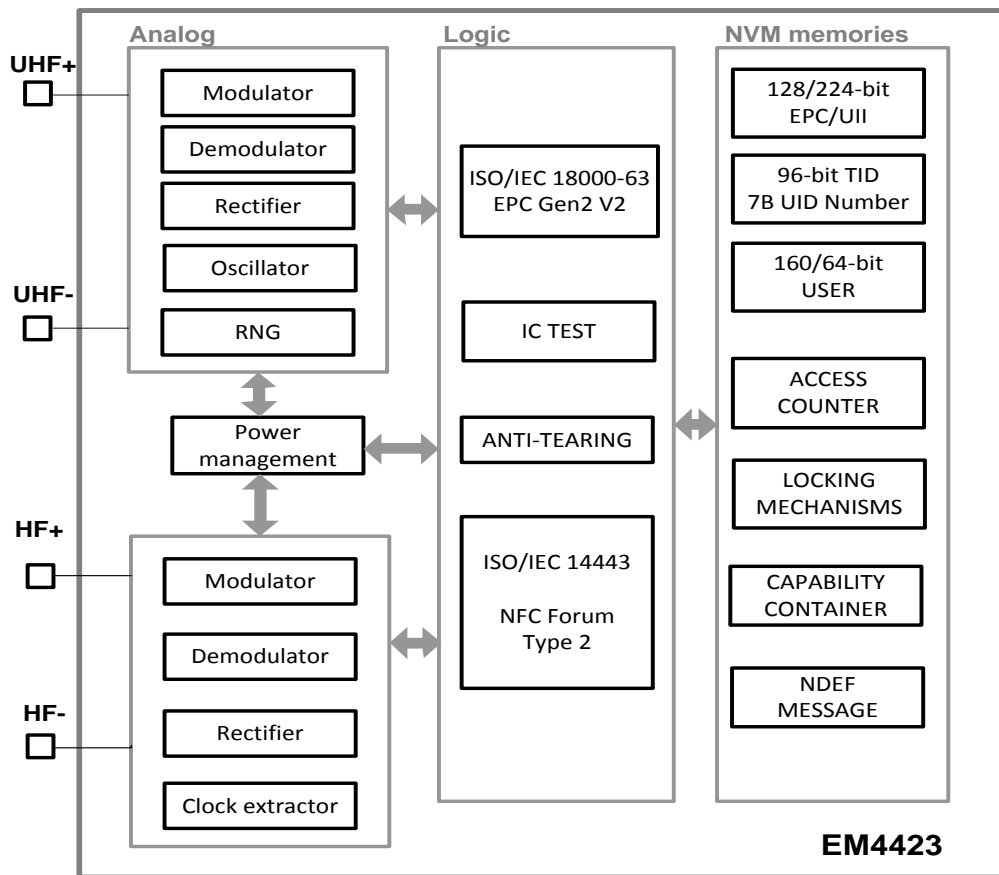 Analog
Logic
NVM memories
UHF+
UHF-
Modulator
Demodulator
Rectifier
Oscillator
RNG
Power
management
HF+
HF-
Modulator
Demodulator
Rectifier
Clock extractor
ISO/IEC 18000-63
EPC Gen2 V2
IC TEST
ANTI-TEARING
ISO/IEC 14443
NFC Forum
Type 2
128/224-bit
EPC/UII
96-bit TID
7B UID Number
160/64-bit
USER
ACCESS
COUNTER
LOCKING
MECHANISMS
CAPABILITY
CONTAINER
NDEF
MESSAGE
EM4423